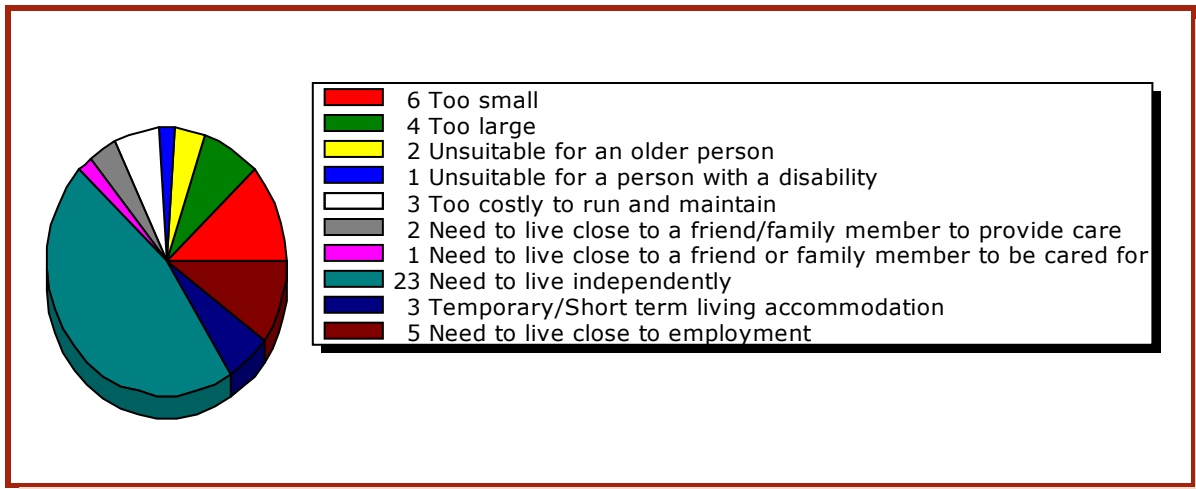 6 Too small
4 Too large
2 Unsuitable for an older person
1 Unsuitable for a person with a disability
3 Too costly to run and maintain
2 Need to live close to a friend/family member to provide care
1 Need to live close to a friend or family member to be cared for
23 Need to live independently
3 Temporary/Short term living accommodation
5 Need to live close to employment